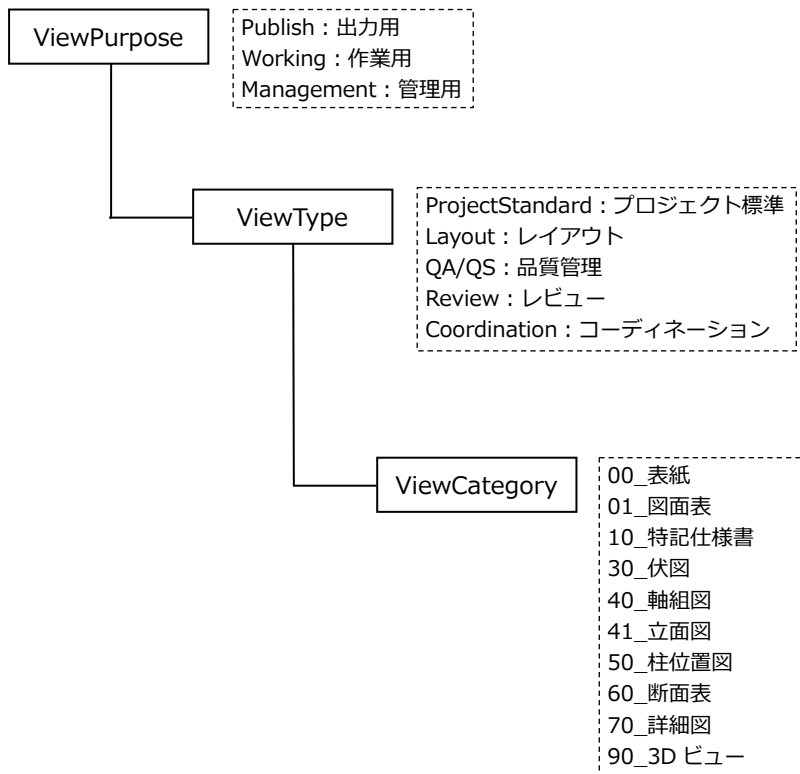 ViewPurpose
Publish：出力用
Working：作業用
Management：管理用
ViewType
ProjectStandard：プロジェクト標準
Layout：レイアウト
QA/QS：品質管理
Review：レビュー
Coordination：コーディネーション
ViewCategory
00_表紙
01_図面表
10_特記仕様書
30_伏図
40_軸組図
41_立面図
50_柱位置図
60_断面表
70_詳細図
90_3D ビュー